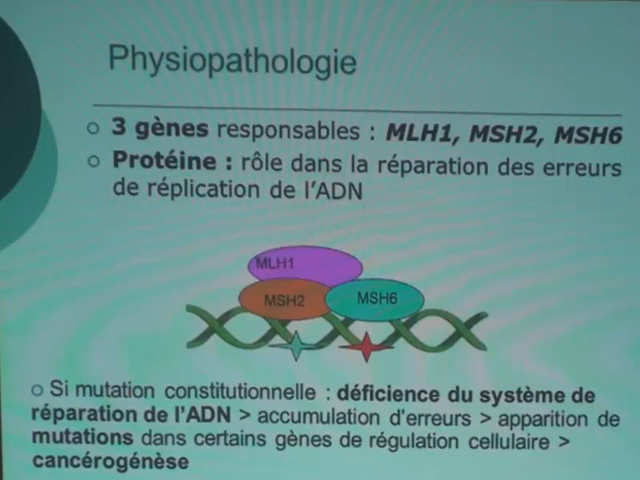 Physiopathologie
○ 3 gènes responsables : MLH1, MSH2, MSH6
○ Protéine : rôle dans la réparation des erreurs
de réplication de l'ADN
MLH1
MSH2
MSH6
○ Si mutation constitutionnelle : déficience du système de
réparation de l'ADN > accumulation d'erreurs > apparition de
mutations dans certains gènes de régulation cellulaire >
cancérogénèse